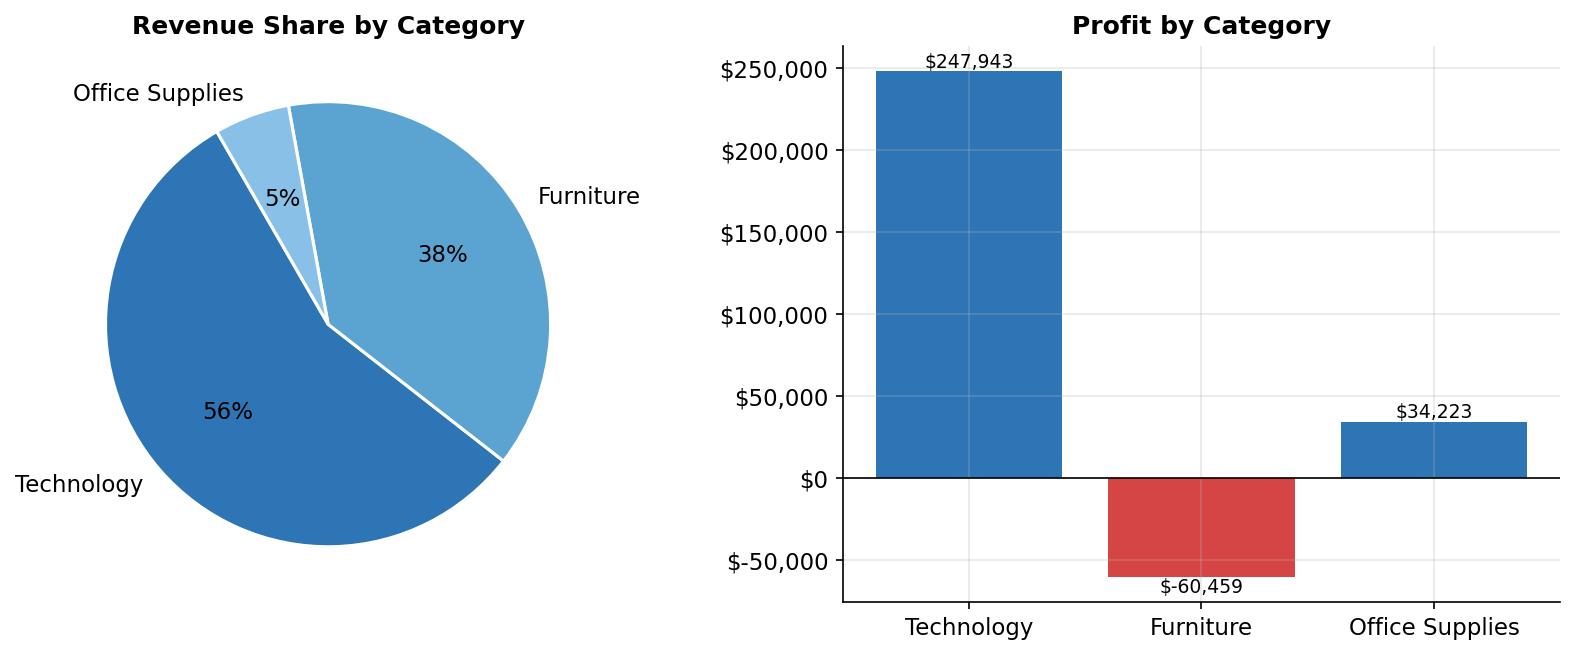 Revenue Share by Category
Office Supplies
5%
Furniture
38%
56%
Technology
Profit by Category
$250,000
$200,000
$150,000
$100,000
$50,000
$0
$-50,000
$247,943
$-60,459
$34,223
Technology
Furniture
Office Supplies